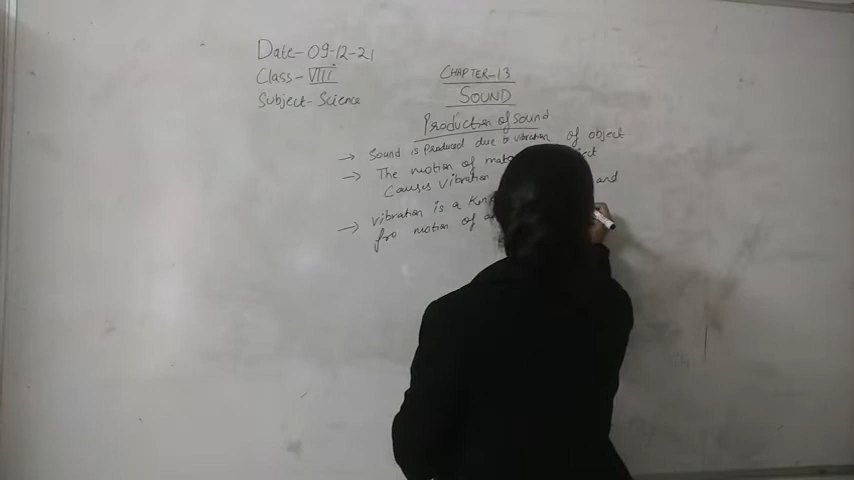 Date-09-12-21
Class-VIII
Subject-Science
CHAPTER-13
SOUND
Production of Sound
→ Sound is Produced due to vibration of object
→ The motion of
Causes Vibration and
→ Vibration is a
fro motion of